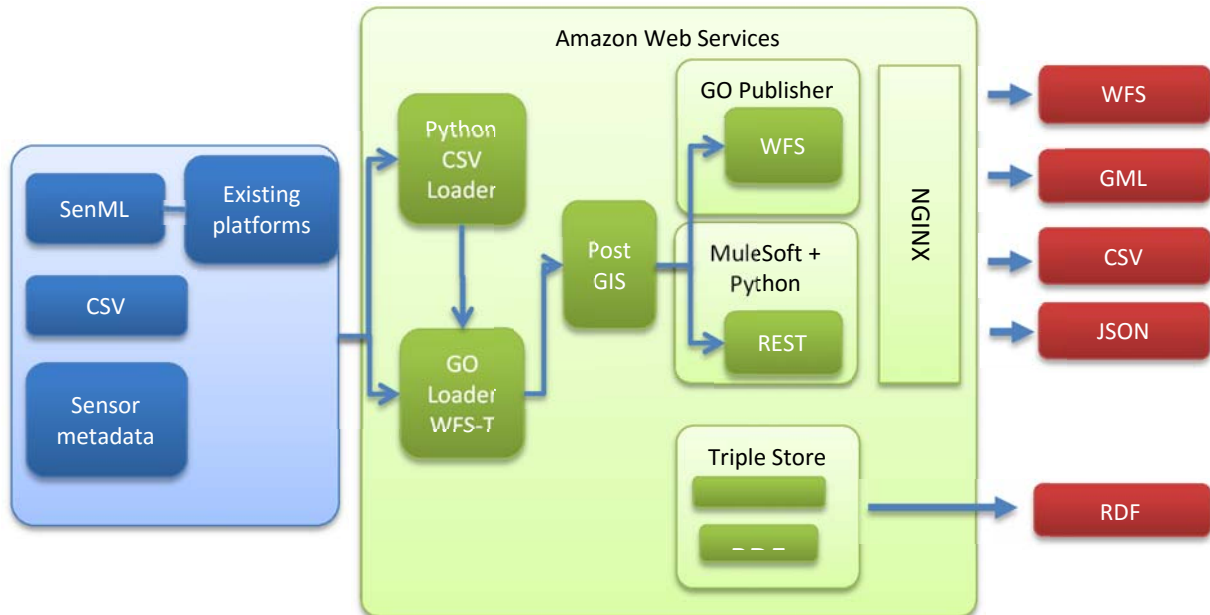 Amazon Web Services
SenML
Existing
platforms
CSV
Sensor
metadata
Python
CSV
Loader
GO
Loader
WFS-T
Post
GIS
GO Publisher
WFS
MuleSoft +
Python
REST
NGINX
Triple Store
WFS
GML
CSV
JSON
RDF